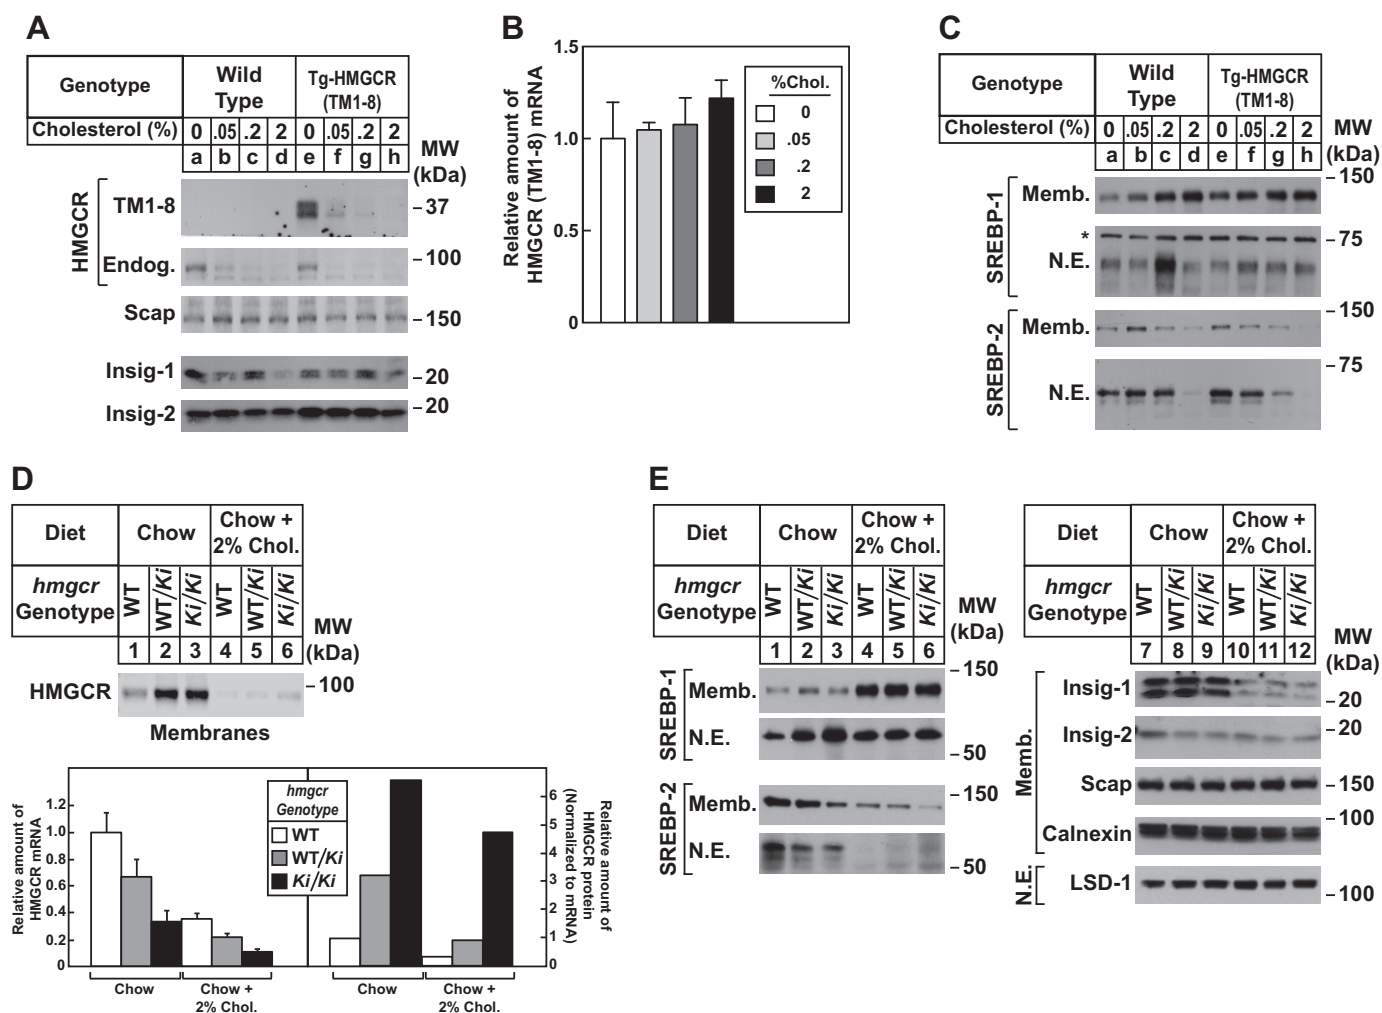 A
Genotype
Wild
Type
Tg-HMGCR
(TM1-8)
Cholesterol (%)
0 .05 .2 2 0 .05 .2 2
a b c d e f g h
MW
(kDa)
HMGCR
TM1-8
37
Endog.
100
Scap
150
Insig-1
20
Insig-2
20
B
Relative amount of
HMGCR (TM1-8) mRNA
1.5
1.0
0.5
0
%Chol.
0
.05
.2
2
C
Genotype
Wild
Type
Tg-HMGCR
(TM1-8)
Cholesterol (%)
0 .05 .2 2 0 .05 .2 2
a b c d e f g h
MW
(kDa)
SREBP-1
Memb.
150
*
75
N.E.
SREBP-2
Memb.
150
N.E.
75
D
Diet
Chow
Chow +
2% Chol.
hmgcr
Genotype
WT WT/Ki Ki/Ki WT WT/Ki Ki/Ki
1 2 3 4 5 6
MW
(kDa)
HMGCR
100
Membranes
Relative amount of
HMGCR mRNA
1.2
1.0
0.8
0.6
0.4
0.2
0
hmgcr
Genotype
WT
WT/Ki
Ki/Ki
6
5
4
3
2
1
0
Relative amount of
HMGCR protein
(Normalized to mRNA)
Chow
Chow +
2% Chol.
Chow
Chow +
2% Chol.
E
Diet
Chow
Chow +
2% Chol.
hmgcr
Genotype
WT WT/Ki Ki/Ki WT WT/Ki Ki/Ki
1 2 3 4 5 6
MW
(kDa)
SREBP-1
Memb.
150
N.E.
50
SREBP-2
Memb.
150
N.E.
50
Diet
Chow
Chow +
2% Chol.
hmgcr
Genotype
WT WT/Ki Ki/Ki WT WT/Ki Ki/Ki
7 8 9 10 11 12
MW
(kDa)
Memb.
Insig-1
20
Insig-2
20
Scap
150
Calnexin
100
N.E.
LSD-1
100